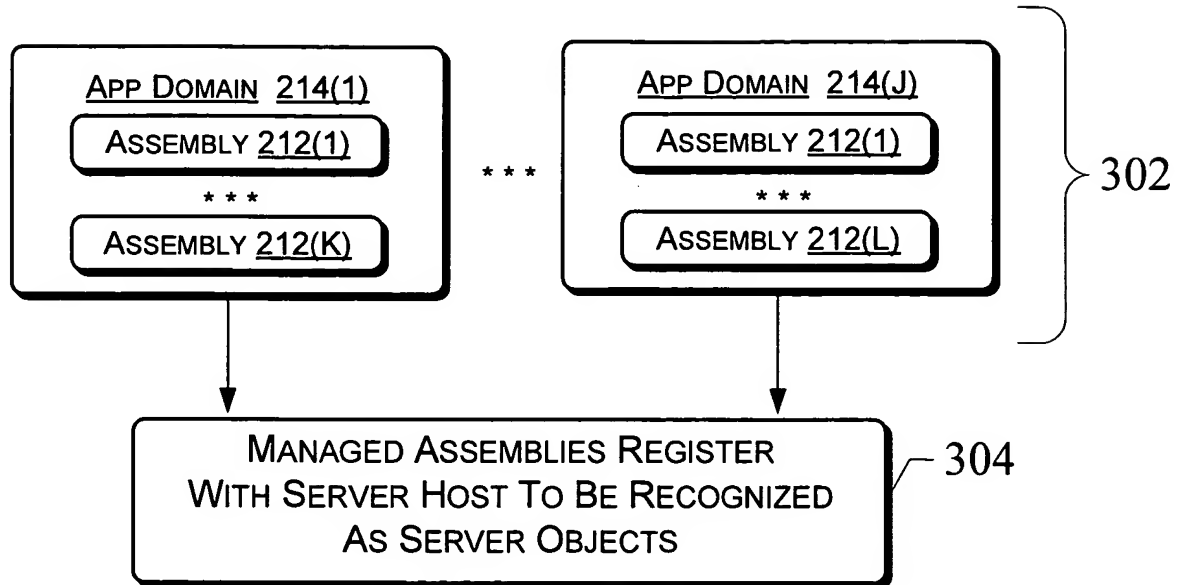 APP DOMAIN 214(1)
ASSEMBLY 212(1)
* * *
ASSEMBLY 212(K)
* * *
APP DOMAIN 214(J)
ASSEMBLY 212(1)
* * *
ASSEMBLY 212(L)
302
MANAGED ASSEMBLIES REGISTER
WITH SERVER HOST TO BE RECOGNIZED
AS SERVER OBJECTS
304